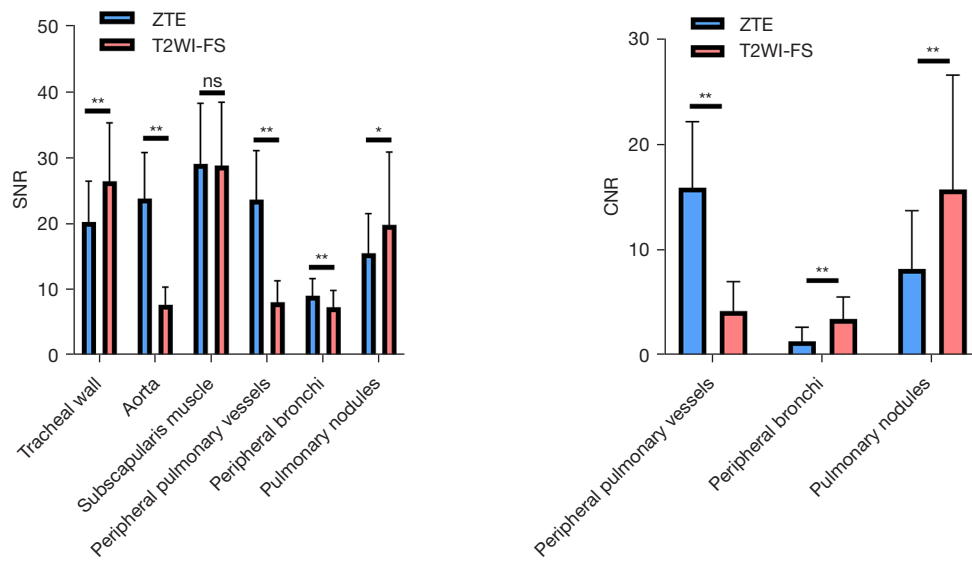 50
40
30
20
10
0
SNR
ZTE
T2WI-FS
**
**
ns
**
**
*
Tracheal wall
Aorta
Subscapularis muscle
Peripheral pulmonary vessels
Peripheral bronchi
Pulmonary nodules
30
20
10
0
CNR
ZTE
T2WI-FS
**
**
**
Peripheral pulmonary vessels
Peripheral bronchi
Pulmonary nodules